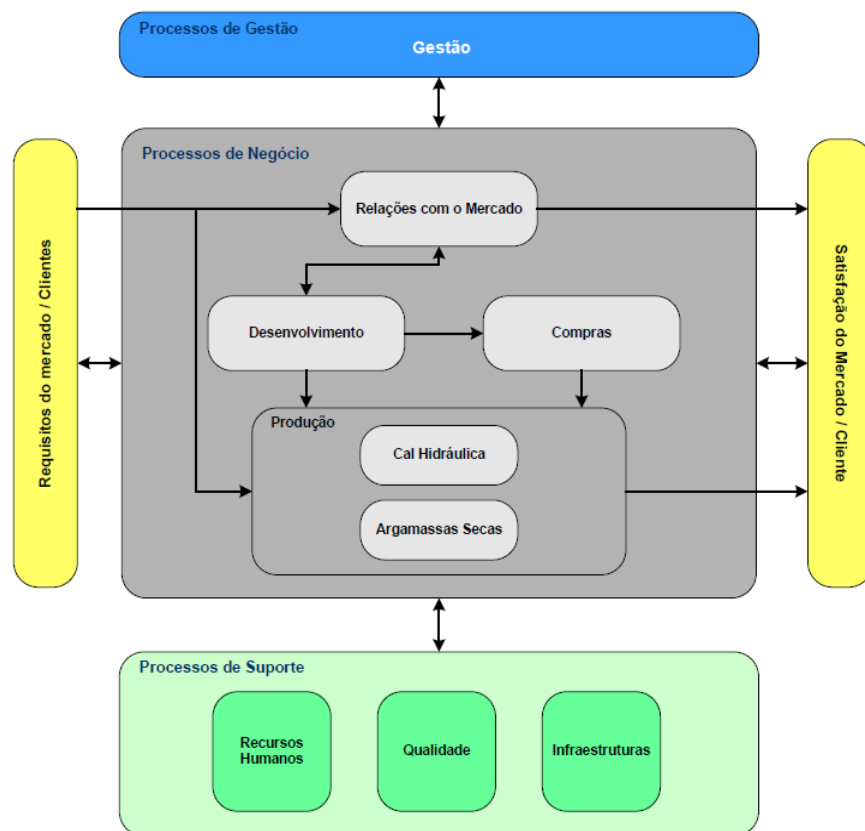 Processos de Gestão
Gestão
Processos de Negócio
Requisitos do mercado / Clientes
Relações com o Mercado
Satisfação do Mercado /
Cliente
Desenvolvimento
Compras
Produção
Cal Hidráulica
Argamassas Secas
Processos de Suporte
Recursos
Humanos
Qualidade
Infraestruturas